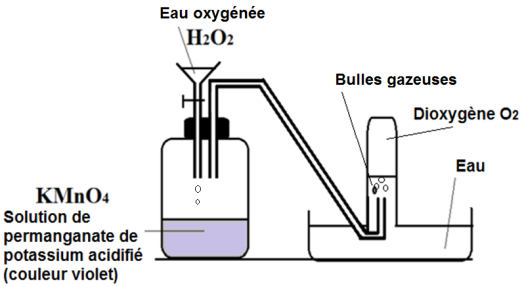 Eau oxygénée
H2O2
Bulles gazeuses
Dioxygène O2
Eau
KMnO4
Solution de
permanganate de
potassium acidifié
(couleur violet)